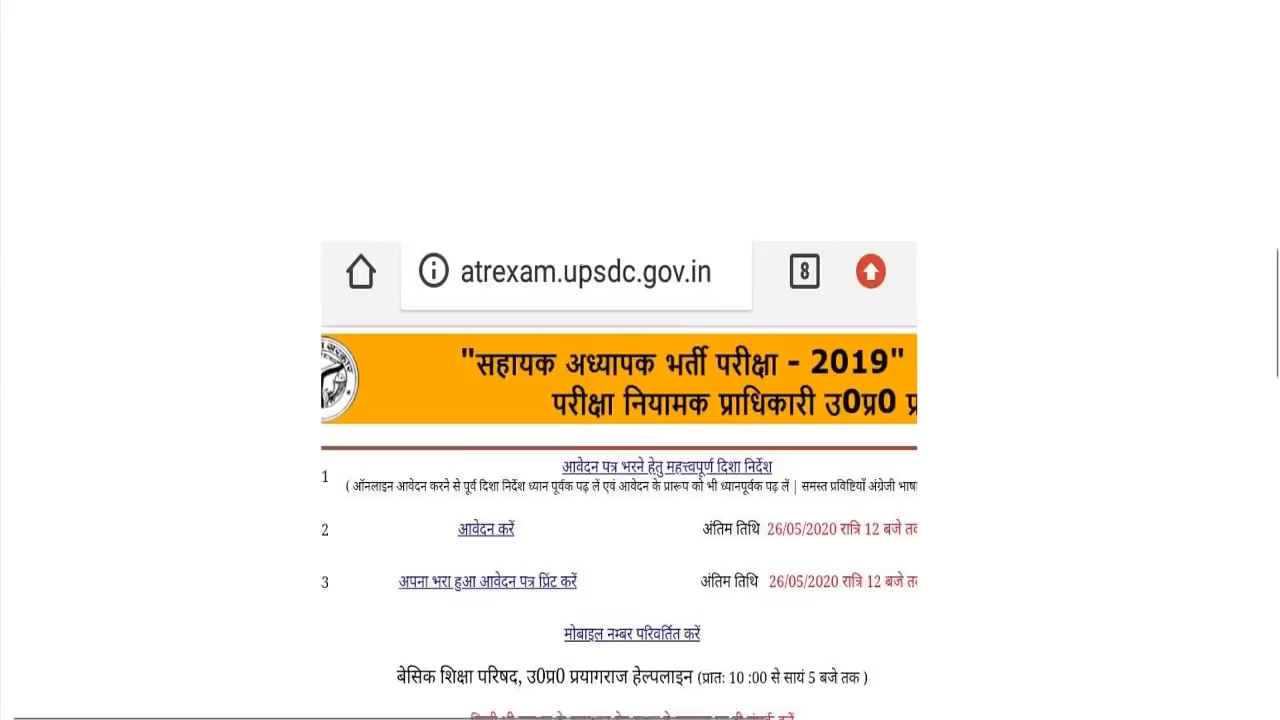 atrexam.upsdc.gov.in
8
"सहायक अध्यापक भर्ती परीक्षा - 2019"
परीक्षा नियामक प्राधिकारी उ0प्र0
1 आवेदन पत्र भरने हेतु महत्त्वपूर्ण दिशा निर्देश
( ऑनलाइन आवेदन करने से पूर्व दिशा निर्देश ध्यान पूर्वक पढ़ लें एवं आवेदन के प्रारूप को भी ध्यानपूर्वक पढ़ लें | समस्त प्रविष्टियाँ अंग्रेजी भाषा
2 आवेदन करें अंतिम तिथि 26/05/2020 रात्रि 12 बजे तक
3 अपना भरा हुआ आवेदन पत्र प्रिंट करें अंतिम तिथि 26/05/2020 रात्रि 12 बजे तक
मोबाइल नम्बर परिवर्तित करें
बेसिक शिक्षा परिषद, उ0प्र0 प्रयागराज हेल्पलाइन (प्रात: 10 :00 से सायं 5 बजे तक )